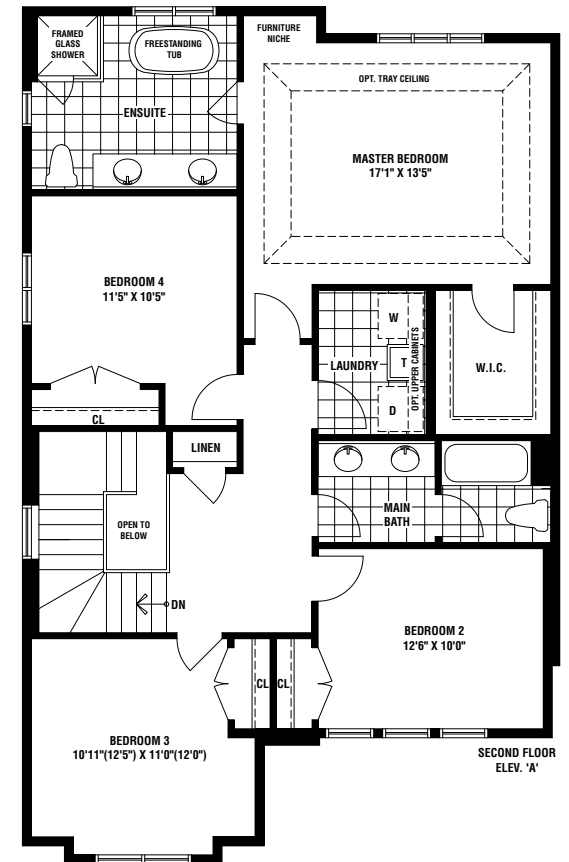 FRAMED
GLASS
SHOWER
FREESTANDING
TUB
FURNITURE
NICHE
OPT. TRAY CEILING
ENSUITE
MASTER BEDROOM
17'1" X 13'5"
BEDROOM 4
11'5" X 10'5"
W
LAUNDRY
T
OPT. UPPER CABINETS
D
W.I.C.
CL
LINEN
OPEN TO
BELOW
MAIN
BATH
DN
BEDROOM 2
12'6" X 10'0"
CL
CL
BEDROOM 3
10'11"(12'5") X 11'0"(12'0")
SECOND FLOOR
ELEV. 'A'